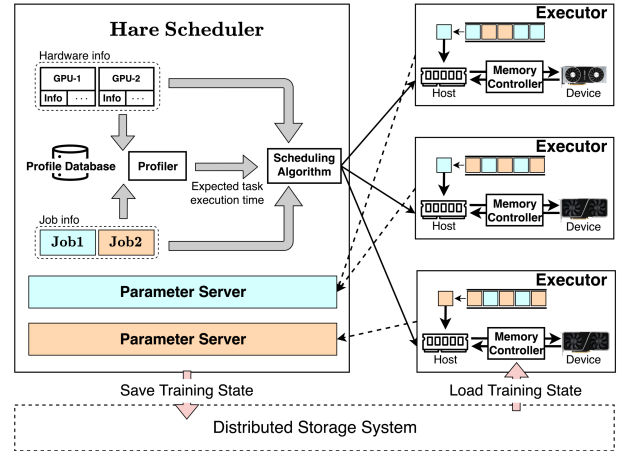 Hare Scheduler
Hardware info
GPU-1 GPU-2
Info ... Info ...
Profile Database
Profiler
Expected task
execution time
Scheduling
Algorithm
Job info
Job1 Job2
Parameter Server
Parameter Server
Executor
Host
Memory
Controller
Device
Executor
Host
Memory
Controller
Device
Executor
Host
Memory
Controller
Device
Save Training State
Load Training State
Distributed Storage System